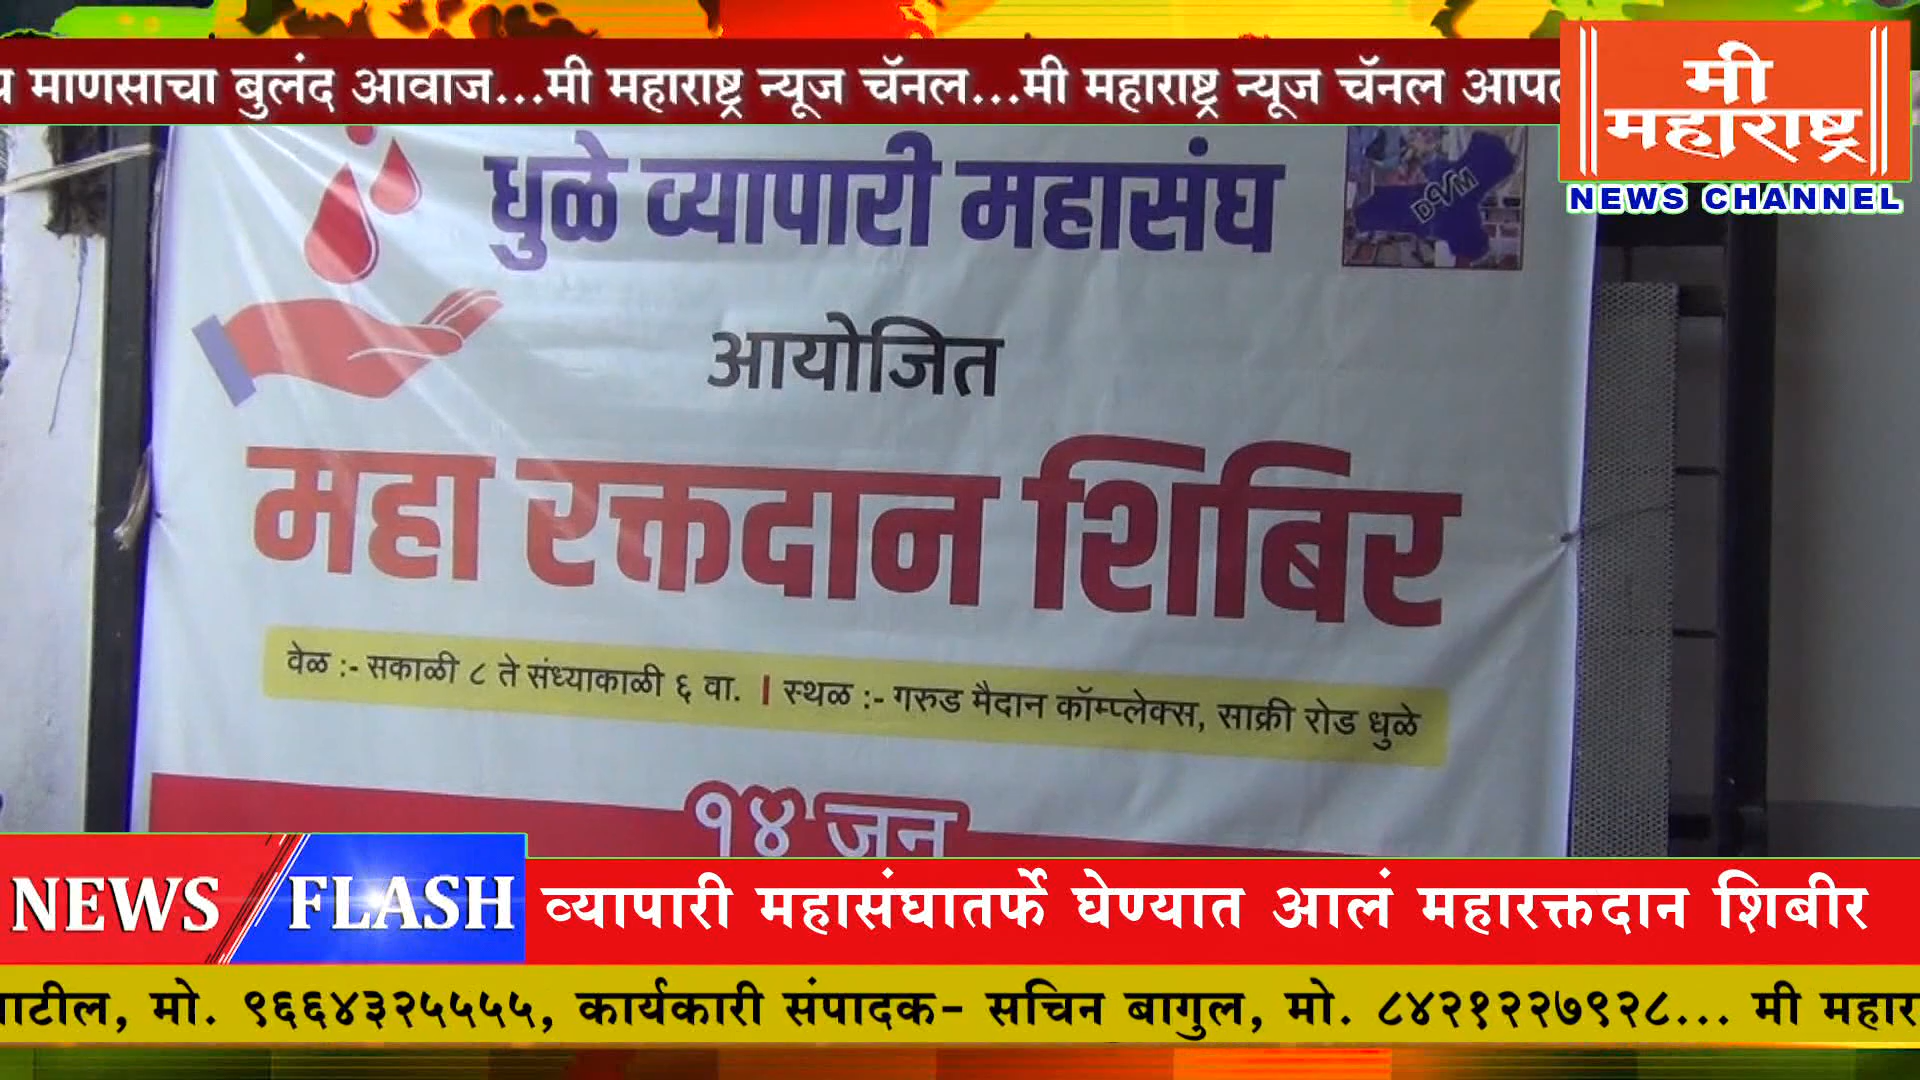 माणसाचा बुलंद आवाज...मी महाराष्ट्र न्यूज चॅनल...मी महाराष्ट्र न्यूज चॅनल
मी
महाराष्ट्र
NEWS CHANNEL
धुळे व्यापारी महासंघ
DVM
आयोजित
महा रक्तदान शिबिर
वेळ :- सकाळी ८ ते संध्याकाळी ६ वा. | स्थळ :- गरुड मैदान कॉम्प्लेक्स, साक्री रोड धुळे
१४ जून
NEWS FLASH व्यापारी महासंघातर्फे घेण्यात आलं महारक्तदान शिबीर
पाटील, मो. ९६६४३२५५५५, कार्यकारी संपादक- सचिन बागुल, मो. ८४२१२२७९२८... मी